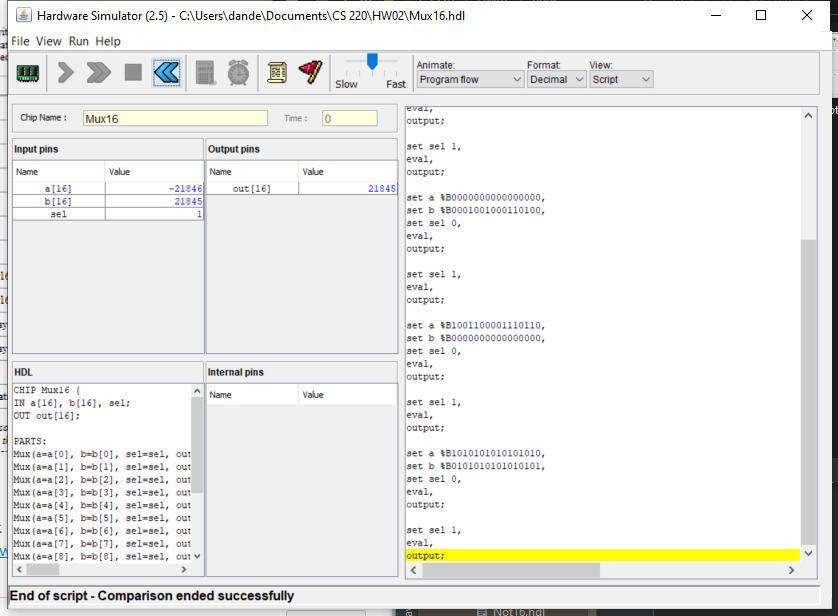 Hardware Simulator (2.5) - C:\Users\dande\Documents\CS 220\HW02\Mux16.hdl
File View Run Help
Slow Fast
Animate:
Program flow
Format:
Decimal
View:
Script
Chip Name : Mux16
Time : 0
Input pins
Name Value
a[16] -21846
b[16] 21845
sel 1
Output pins
Name Value
out[16] 21845
HDL
CHIP Mux16 {
IN a[16], b[16], sel;
OUT out[16];
PARTS:
Mux(a=a[0], b=b[0], sel=sel, out
Mux(a=a[1], b=b[1], sel=sel, out
Mux(a=a[2], b=b[2], sel=sel, out
Mux(a=a[3], b=b[3], sel=sel, out
Mux(a=a[4], b=b[4], sel=sel, out
Mux(a=a[5], b=b[5], sel=sel, out
Mux(a=a[6], b=b[6], sel=sel, out
Mux(a=a[7], b=b[7], sel=sel, out
Mux(a=a[8], b=b[8], sel=sel, out
Internal pins
Name Value
eval,
output;
set sel 1,
eval,
output;
set a %B0000000000000000,
set b %B0001001000110100,
set sel 0,
eval,
output;
set sel 1,
eval,
output;
set a %B1001100001110110,
set b %B0000000000000000,
set sel 0,
eval,
output;
set sel 1,
eval,
output;
set a %B1010101010101010,
set b %B0101010101010101,
set sel 0,
eval,
output;
set sel 1,
eval,
output;
End of script - Comparison ended successfully
Not16.hdl